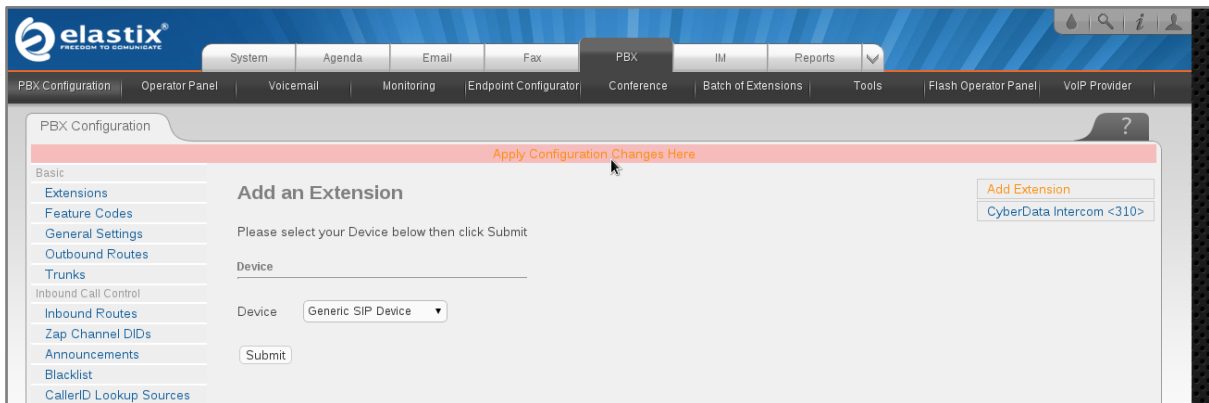 elastix®
FREEDOM TO COMMUNICATE
System Agenda Email Fax PBX IM Reports
PBX Configuration Operator Panel Voicemail Monitoring Endpoint Configurator Conference Batch of Extensions Tools Flash Operator Panel VoIP Provider
PBX Configuration
?
Apply Configuration Changes Here
Basic
Extensions
Feature Codes
General Settings
Outbound Routes
Trunks
Inbound Call Control
Inbound Routes
Zap Channel DIDs
Announcements
Blacklist
CallerID Lookup Sources
Add an Extension
Please select your Device below then click Submit
Device
Device Generic SIP Device
Submit
Add Extension
CyberData Intercom <310>